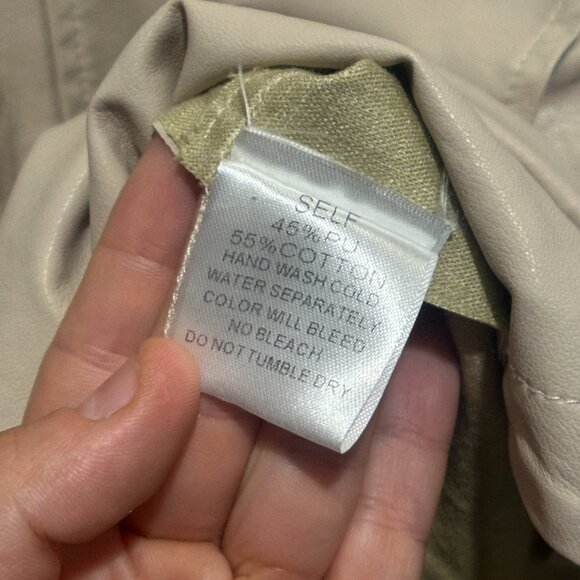 SELF
45% PU
55% COTTON
HAND WASH COLD
WATER SEPARATELY
COLOR WILL BLEED
NO BLEACH
DO NOT TUMBLE DRY